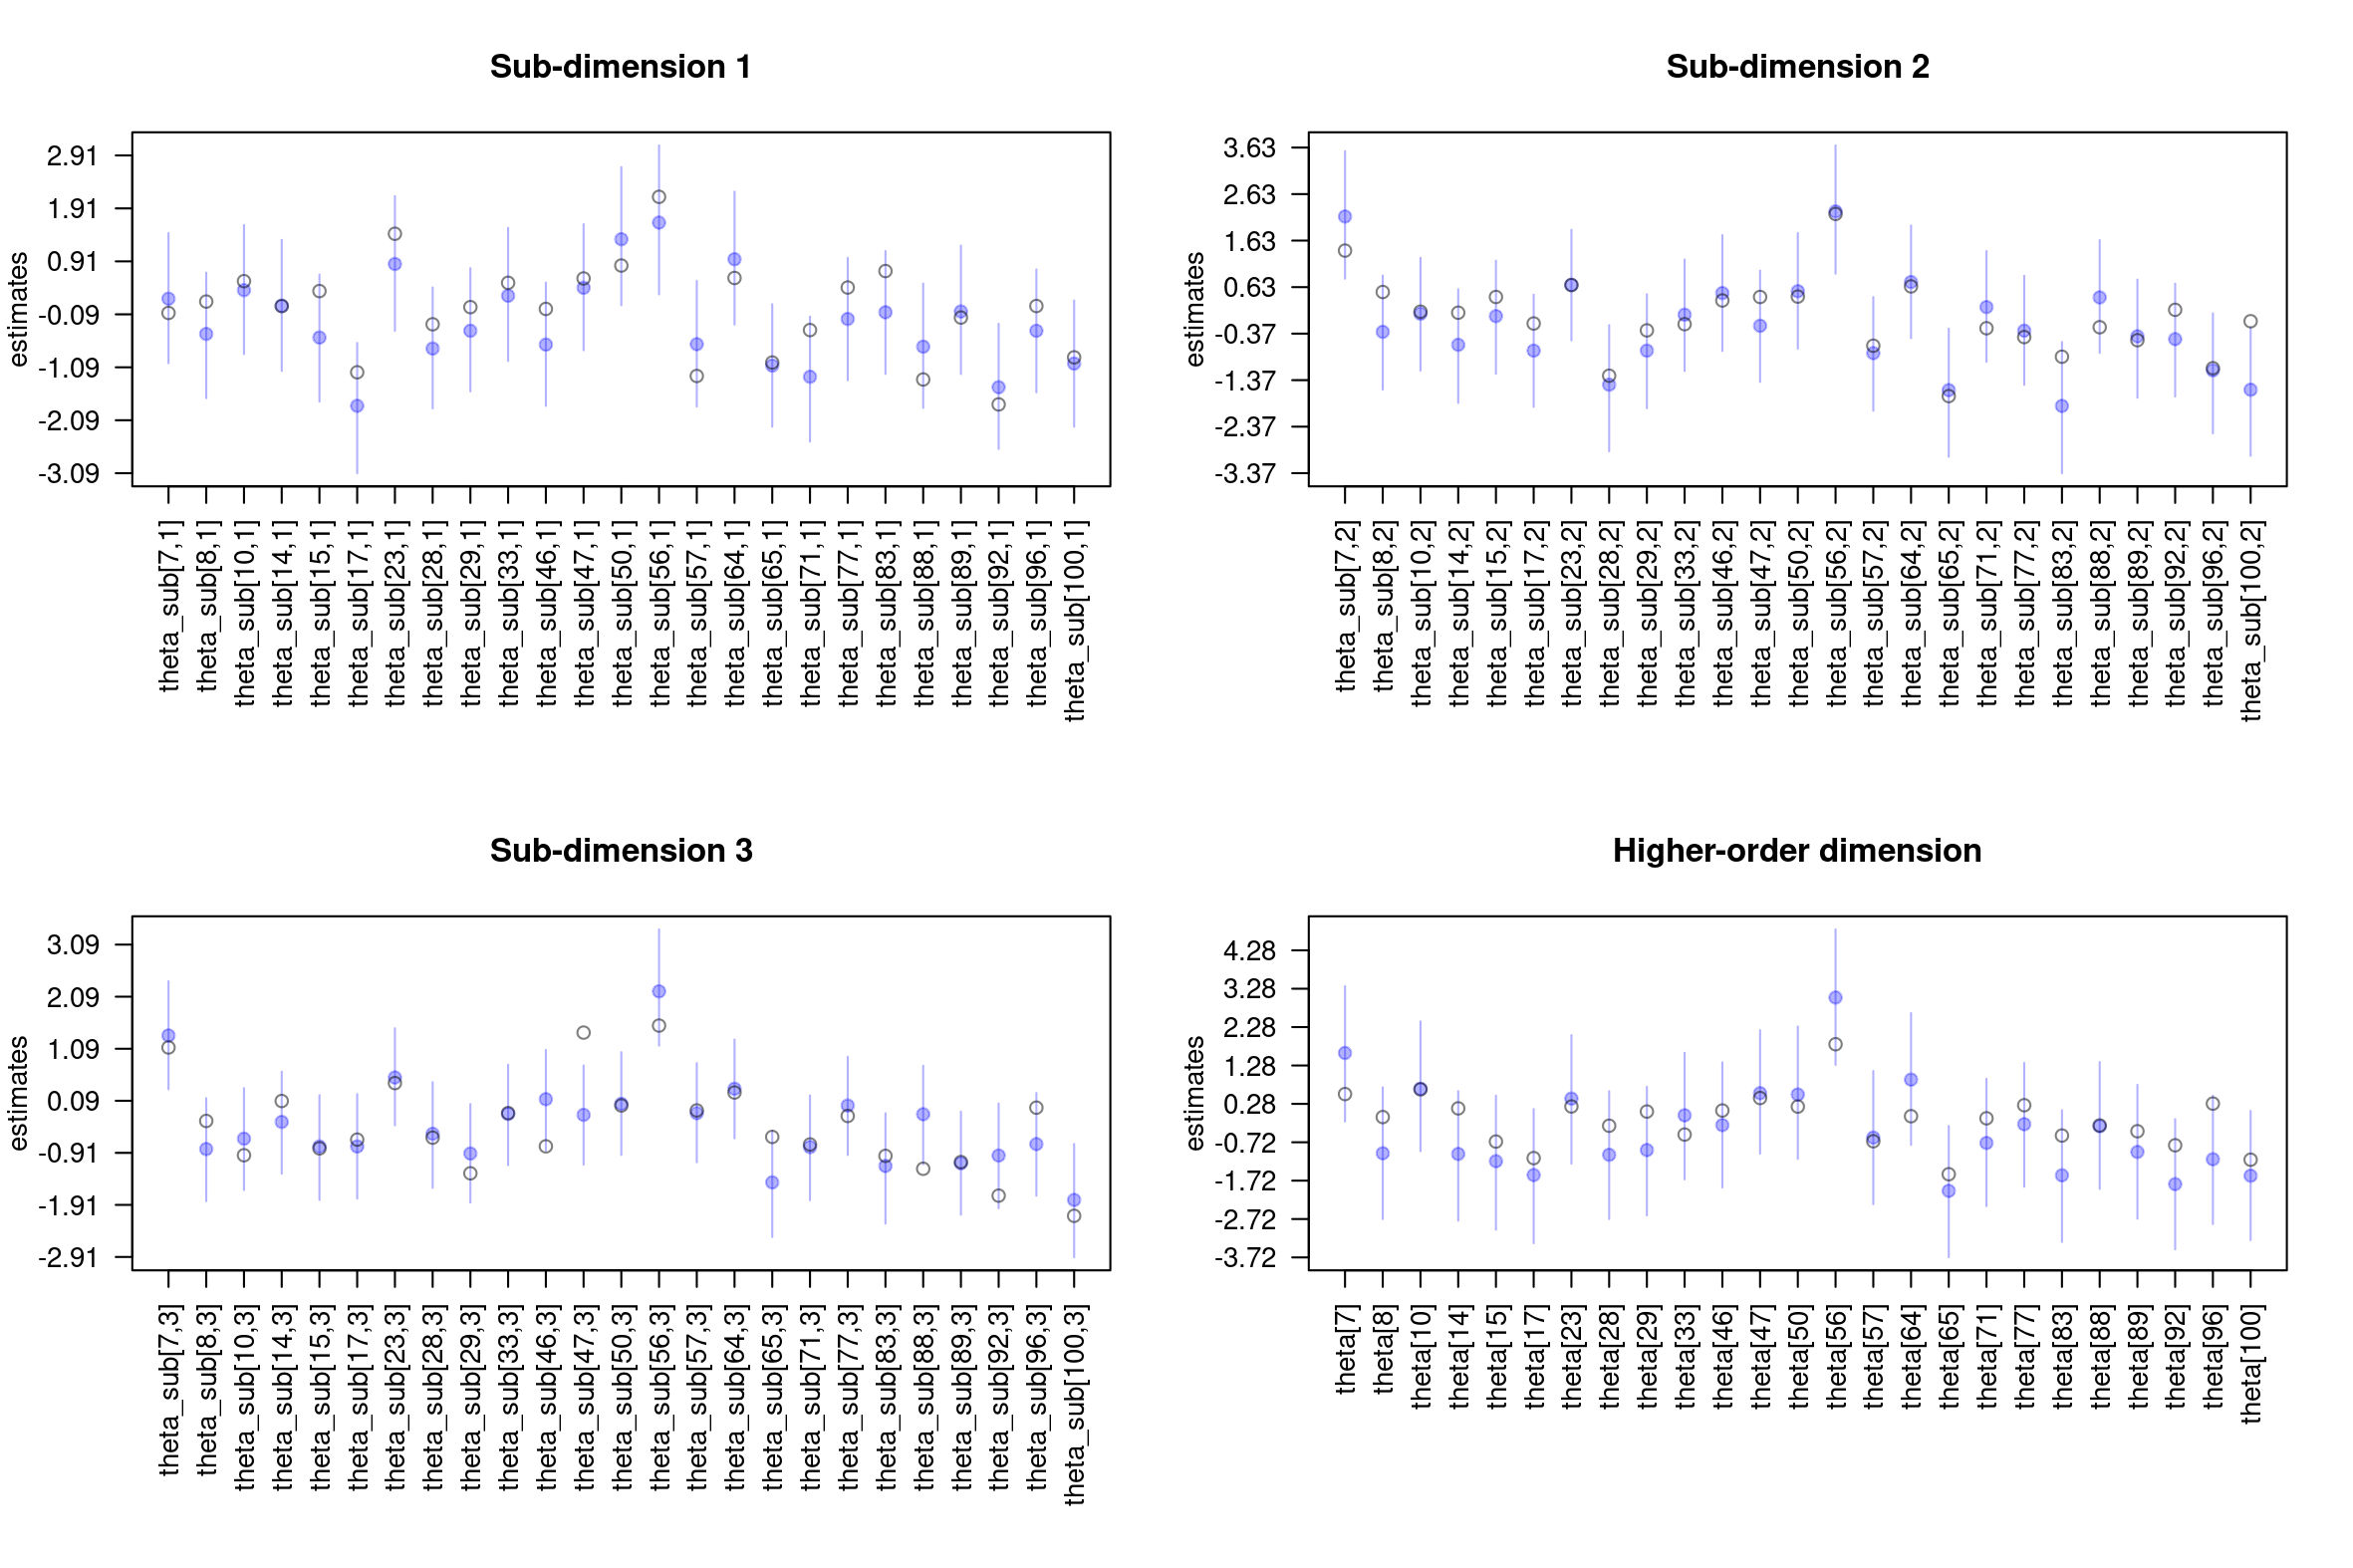 Sub-dimension 1
estimates
2.91
1.91
0.91
-0.09
-1.09
-2.09
-3.09
theta_sub[7,1]
theta_sub[8,1]
theta_sub[10,1]
theta_sub[14,1]
theta_sub[15,1]
theta_sub[17,1]
theta_sub[23,1]
theta_sub[28,1]
theta_sub[29,1]
theta_sub[33,1]
theta_sub[46,1]
theta_sub[47,1]
theta_sub[50,1]
theta_sub[56,1]
theta_sub[57,1]
theta_sub[64,1]
theta_sub[65,1]
theta_sub[71,1]
theta_sub[77,1]
theta_sub[83,1]
theta_sub[88,1]
theta_sub[89,1]
theta_sub[92,1]
theta_sub[96,1]
theta_sub[100,1]
Sub-dimension 2
estimates
3.63
2.63
1.63
0.63
-0.37
-1.37
-2.37
-3.37
theta_sub[7,2]
theta_sub[8,2]
theta_sub[10,2]
theta_sub[14,2]
theta_sub[15,2]
theta_sub[17,2]
theta_sub[23,2]
theta_sub[28,2]
theta_sub[29,2]
theta_sub[33,2]
theta_sub[46,2]
theta_sub[47,2]
theta_sub[50,2]
theta_sub[56,2]
theta_sub[57,2]
theta_sub[64,2]
theta_sub[65,2]
theta_sub[71,2]
theta_sub[77,2]
theta_sub[83,2]
theta_sub[88,2]
theta_sub[89,2]
theta_sub[92,2]
theta_sub[96,2]
theta_sub[100,2]
Sub-dimension 3
estimates
3.09
2.09
1.09
0.09
-0.91
-1.91
-2.91
theta_sub[7,3]
theta_sub[8,3]
theta_sub[10,3]
theta_sub[14,3]
theta_sub[15,3]
theta_sub[17,3]
theta_sub[23,3]
theta_sub[28,3]
theta_sub[29,3]
theta_sub[33,3]
theta_sub[46,3]
theta_sub[47,3]
theta_sub[50,3]
theta_sub[56,3]
theta_sub[57,3]
theta_sub[64,3]
theta_sub[65,3]
theta_sub[71,3]
theta_sub[77,3]
theta_sub[83,3]
theta_sub[88,3]
theta_sub[89,3]
theta_sub[92,3]
theta_sub[96,3]
theta_sub[100,3]
Higher-order dimension
estimates
4.28
3.28
2.28
1.28
0.28
-0.72
-1.72
-2.72
-3.72
theta[7]
theta[8]
theta[10]
theta[14]
theta[15]
theta[17]
theta[23]
theta[28]
theta[29]
theta[33]
theta[46]
theta[47]
theta[50]
theta[56]
theta[57]
theta[64]
theta[65]
theta[71]
theta[77]
theta[83]
theta[88]
theta[89]
theta[92]
theta[96]
theta[100]